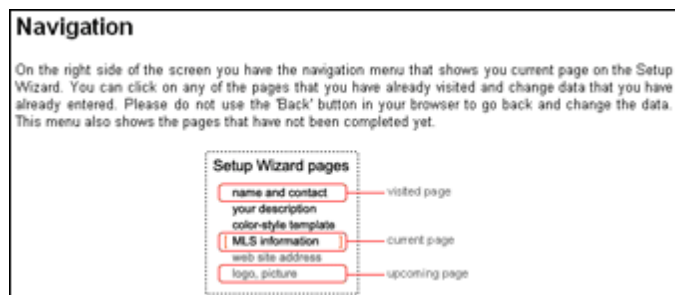 Navigation
On the right side of the screen you have the navigation menu that shows you current page on the Setup
Wizard. You can click on any of the pages that you have already visited and change data that you have
already entered. Please do not use the 'Back' button in your browser to go back and change the data.
This menu also shows the pages that have not been completed yet.
Setup Wizard pages
name and contact visited page
your description
color-style template
[ MLS information ] current page
web site address
logo, picture upcoming page